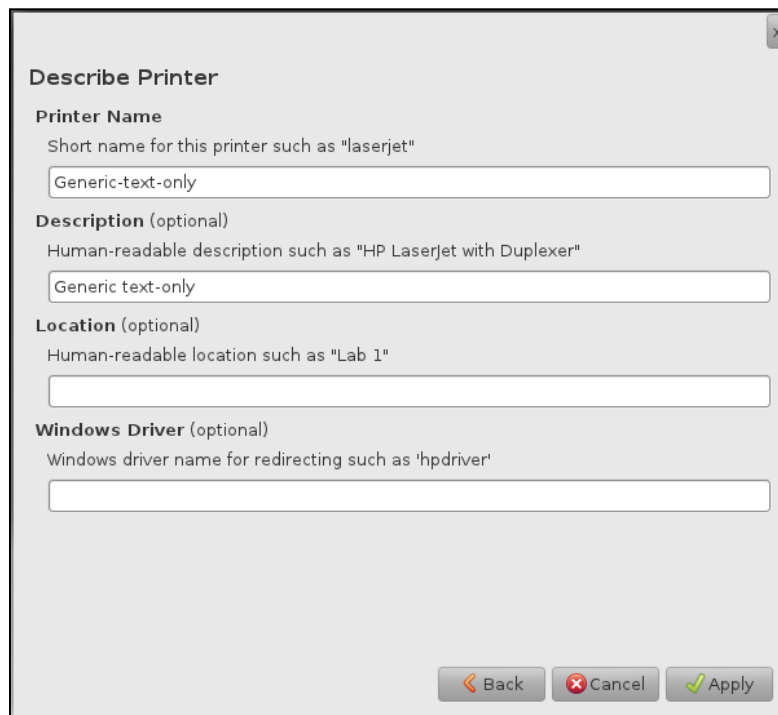 Describe Printer
Printer Name
Short name for this printer such as "laserjet"
Generic-text-only
Description (optional)
Human-readable description such as "HP LaserJet with Duplexer"
Generic text-only
Location (optional)
Human-readable location such as "Lab 1"
Windows Driver (optional)
Windows driver name for redirecting such as 'hpdriver'
Back Cancel Apply